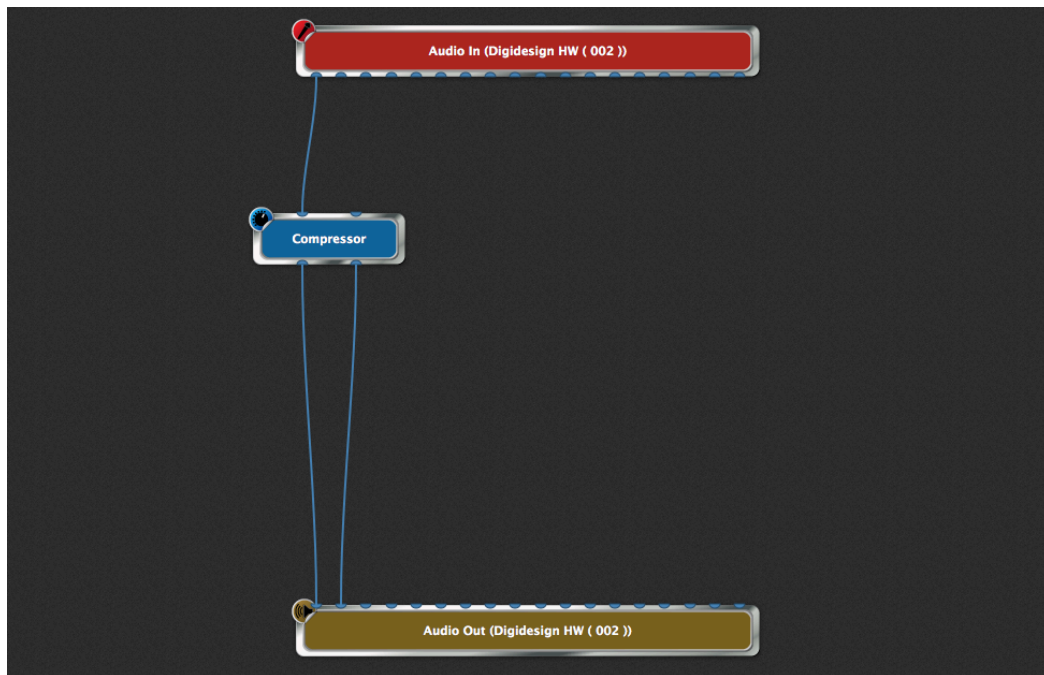 Audio In (Digidesign HW ( 002 ))
Compressor
Audio Out (Digidesign HW ( 002 ))